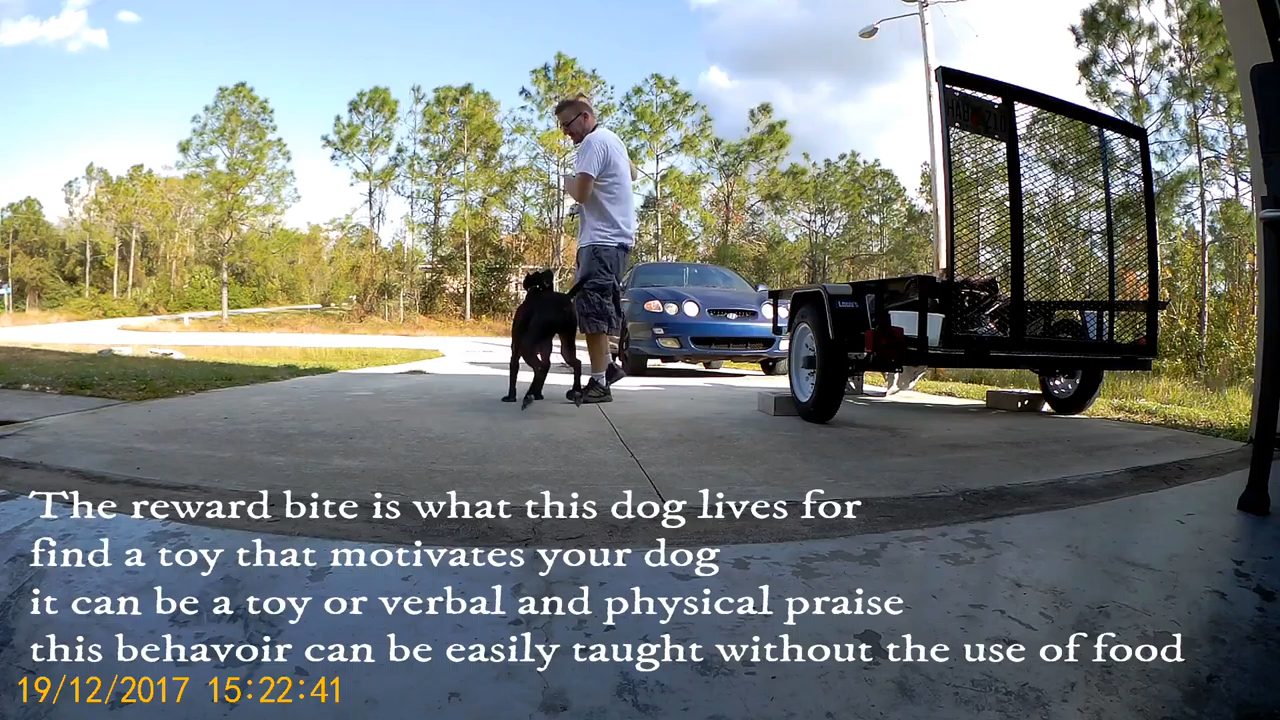 The reward bite is what this dog lives for
find a toy that motivates your dog
it can be a toy or verbal and physical praise
this behavoir can be easily taught without the use of food
19/12/2017 15:22:41